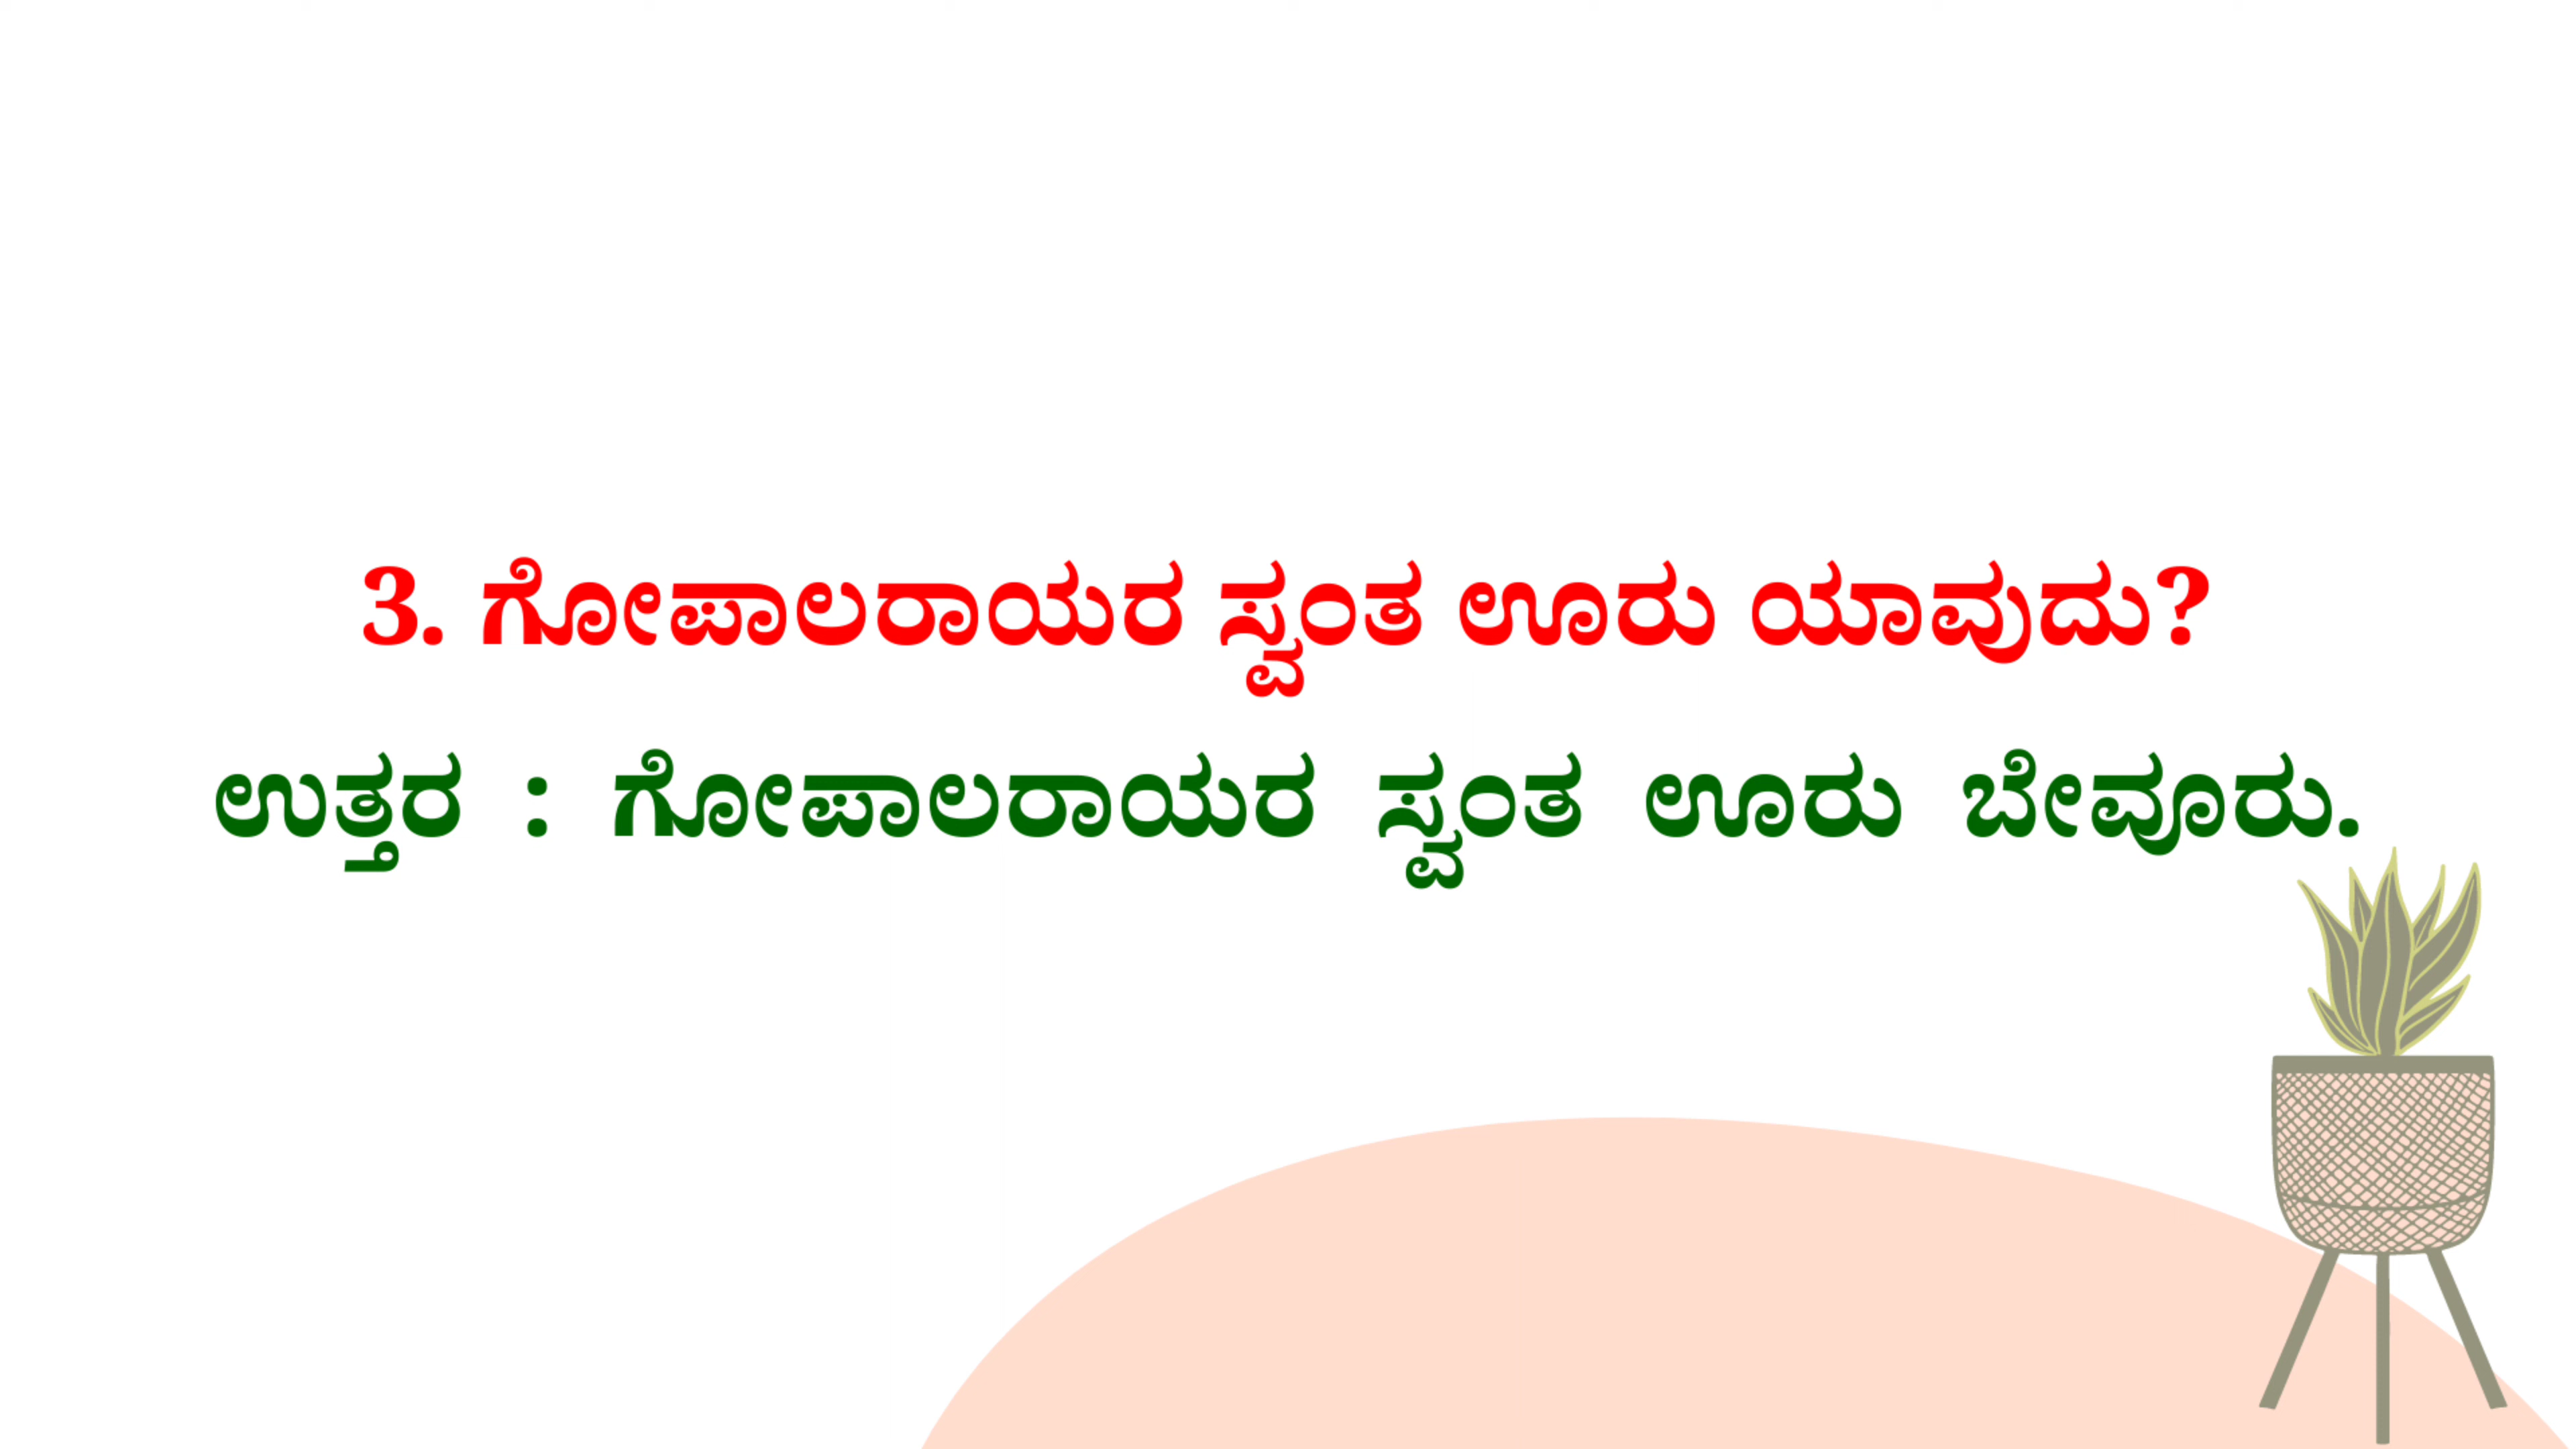 3. ಗೋಪಾಲರಾಯರ ಸ್ವಂತ ಊರು ಯಾವುದು?
ಉತ್ತರ : ಗೋಪಾಲರಾಯರ ಸ್ವಂತ ಊರು ಬೇವೂರು.